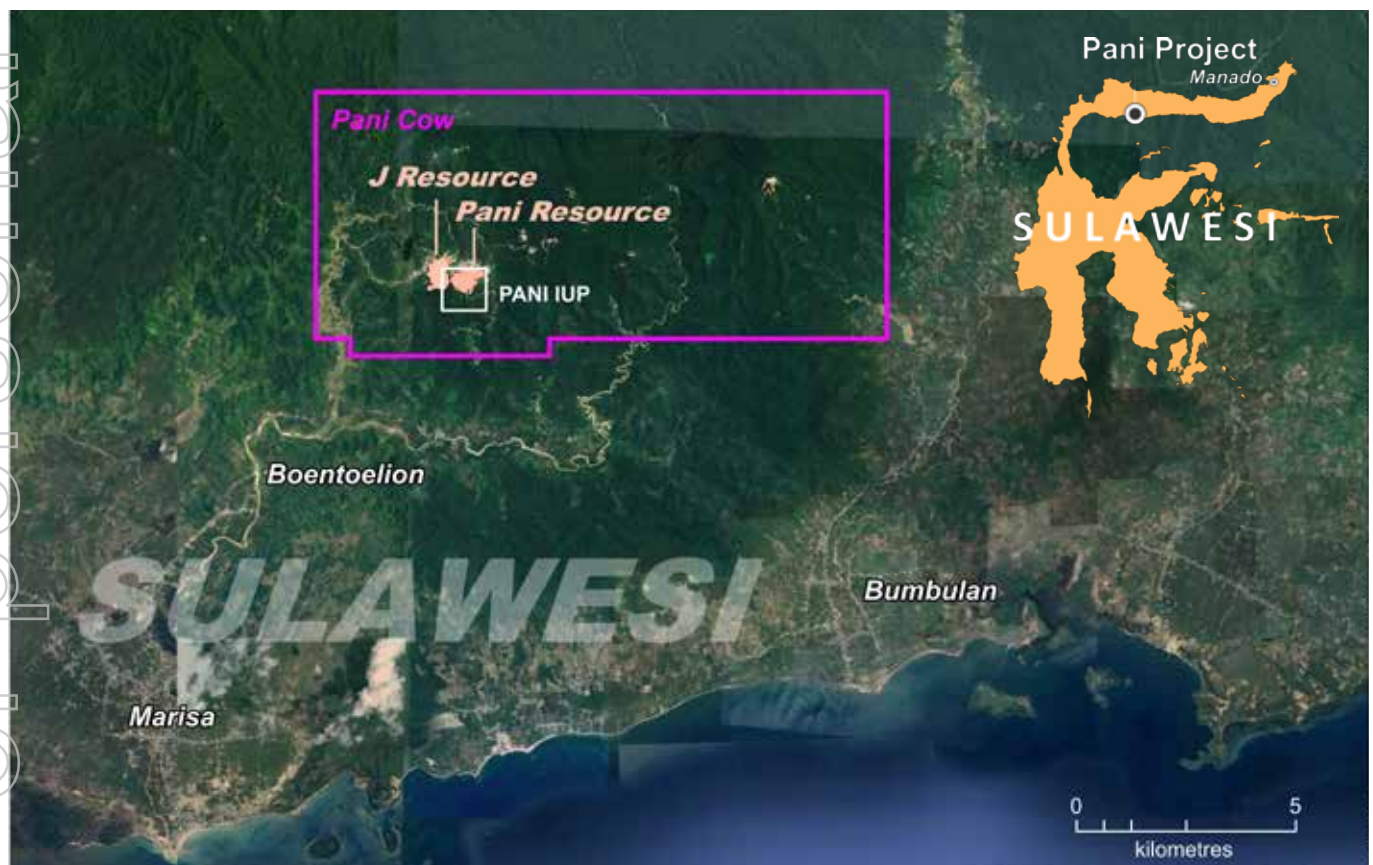 Pani Project
Manado
Pani Cow
J Resource
Pani Resource
SULAWESI
PANI IUP
Boentoelion
SULAWESI
Bumbulan
Marisa
0 5
kilometres